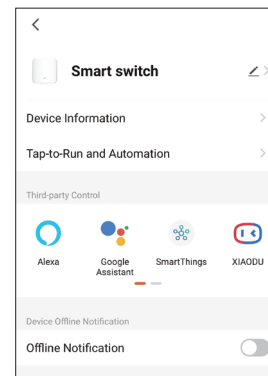 Smart switch
Device Information
Tap-to-Run and Automation
Third-party Control
Alexa
Google
Assistant
SmartThings
XIAODU
Device Offline Notification
Offline Notification